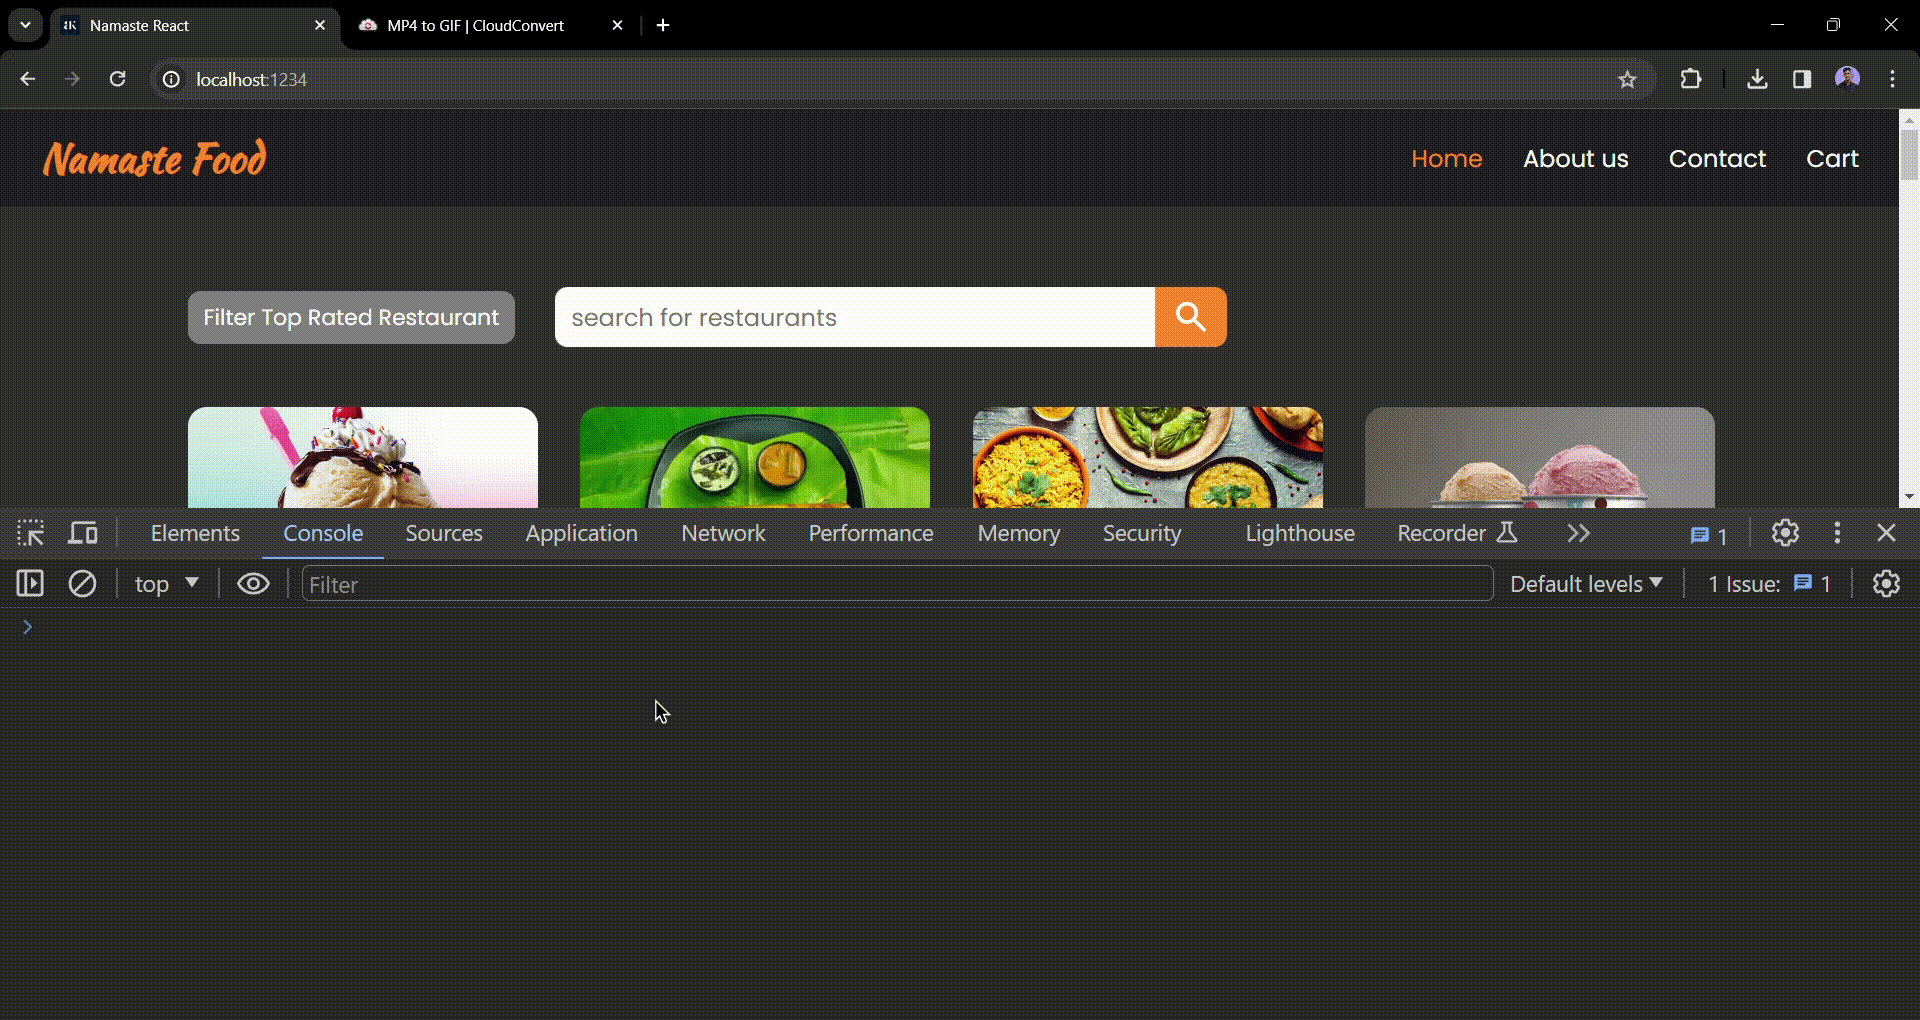 Namaste React
MP4 to GIF | CloudConvert
localhost:1234
Namaste Food
Home About us Contact Cart
Filter Top Rated Restaurant
search for restaurants
Elements Console Sources Application Network Performance Memory Security Lighthouse Recorder 1
top Filter Default levels 1 Issue: 1